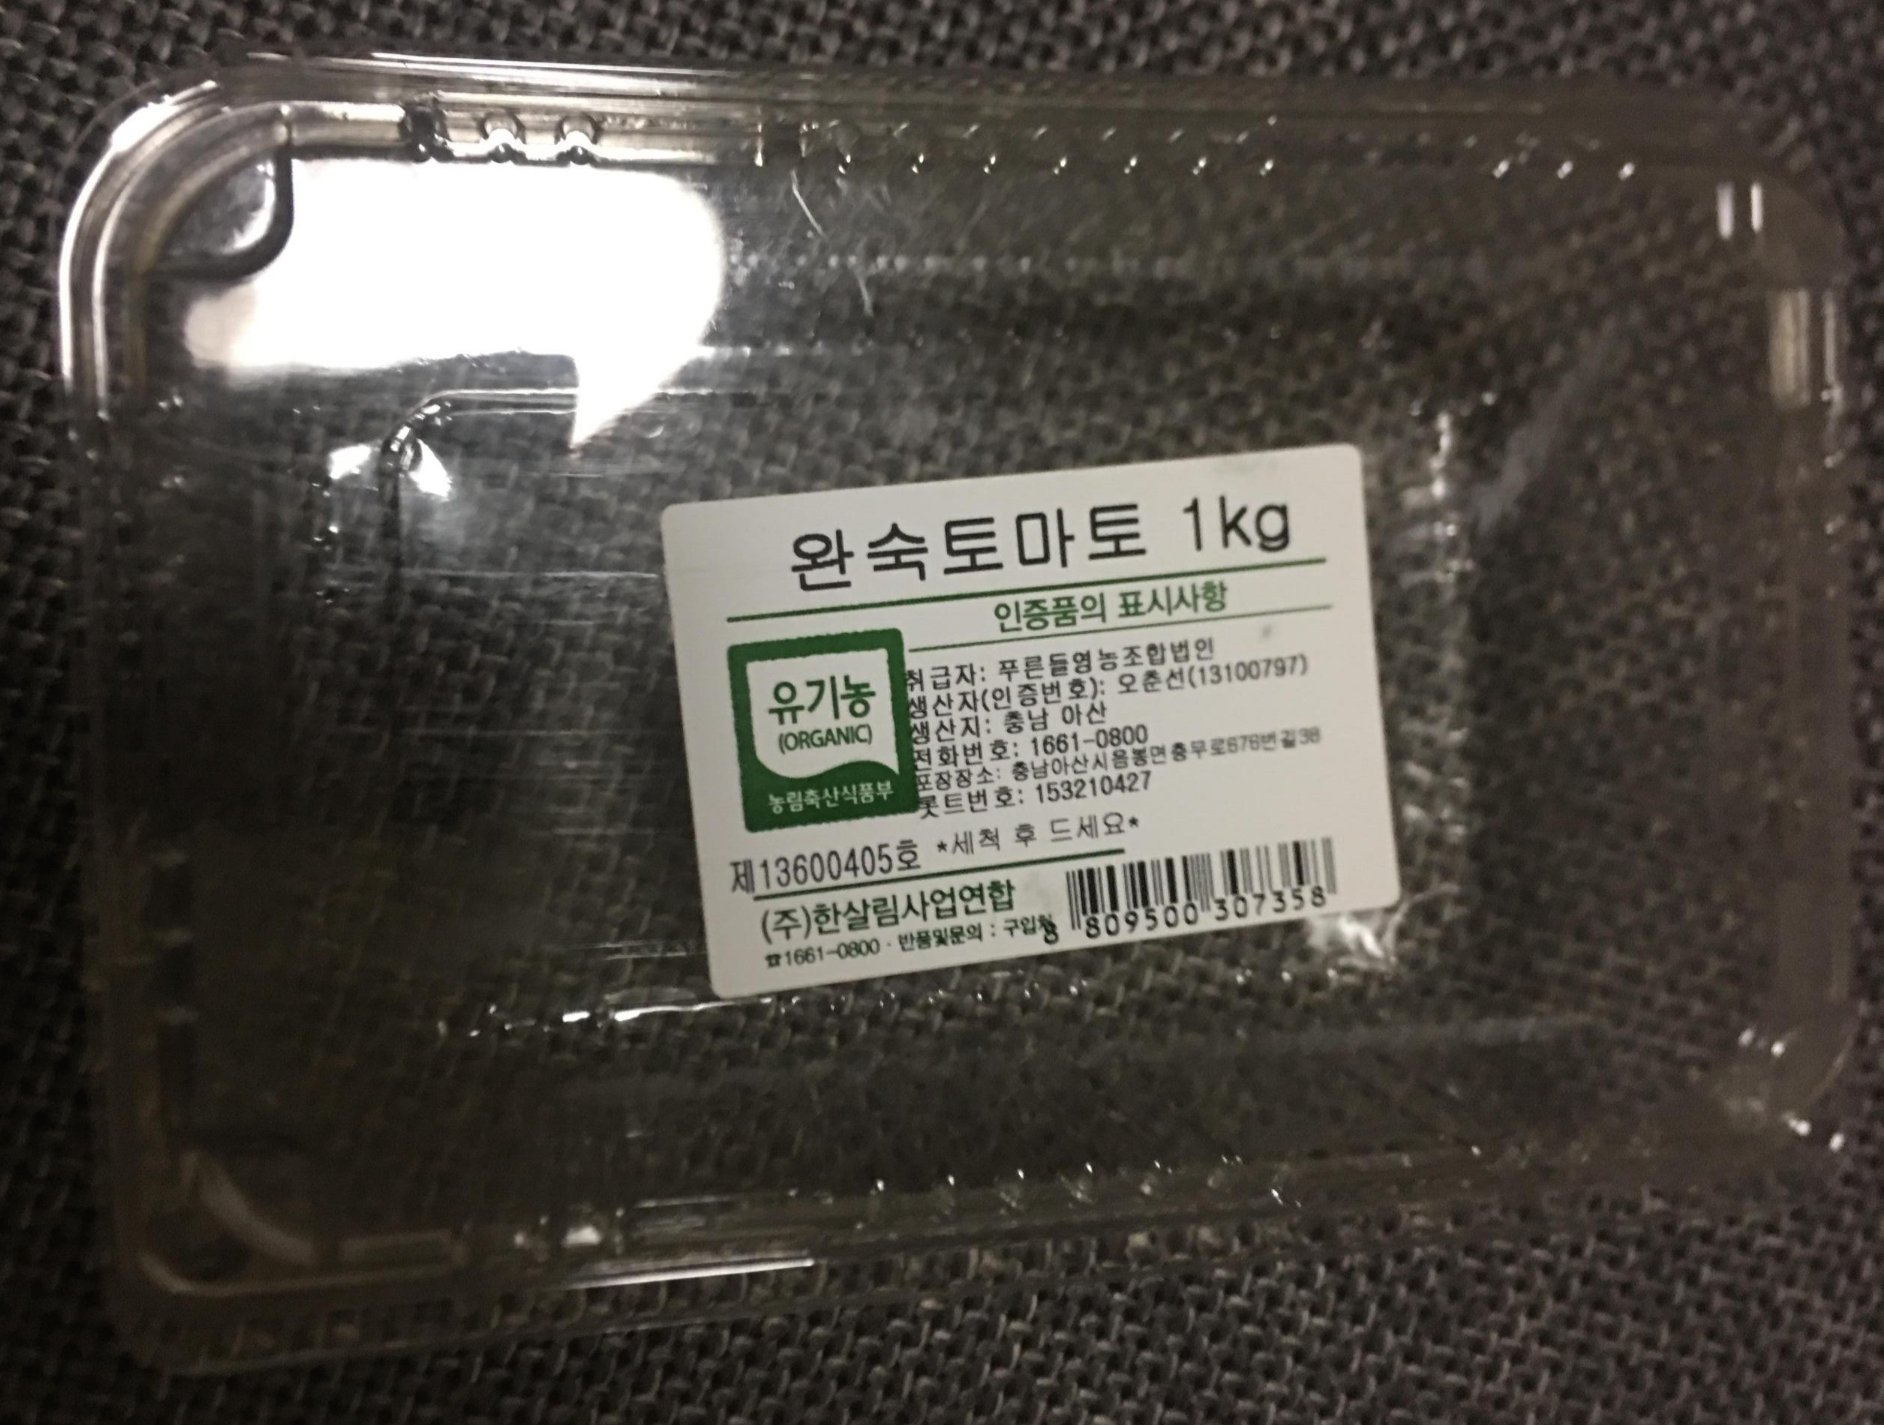 완숙토마토 1kg
인증품의 표시사항
유기농
(ORGANIC)
농림축산식품부
취급자: 푸른들영농조합법인
생산자(인증번호): 오춘선(13100797)
생산지: 충남 아산
전화번호: 1661-0800
포장장소: 충남아산시음봉면충무로676번길38
롯트번호: 153210427
제13600405호 *세척 후 드세요*
(주)한살림사업연합
☎1661-0800 · 반품및문의 : 구입처
8 809500 307358